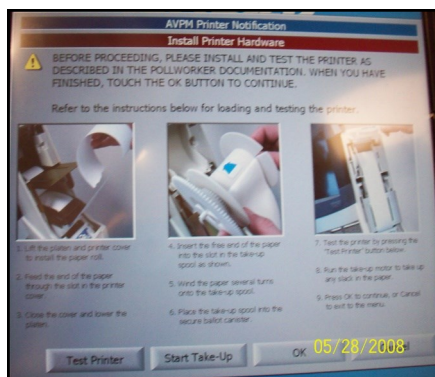 AVPM Printer Notification
Install Printer Hardware
BEFORE PROCEEDING, PLEASE INSTALL AND TEST THE PRINTER AS
DESCRIBED IN THE POLLWORKER DOCUMENTATION. WHEN YOU HAVE
FINISHED, TOUCH THE OK BUTTON TO CONTINUE.
Refer to the instructions below for loading and testing the printer.
1. Lift the platen and printer cover
to install the paper roll.
2. Feed the end of the paper
through the slot in the printer
cover.
3. Close the cover and lower the
platen.
4. Insert the free end of the paper
into the slot in the take-up
spool as shown.
5. Wind the paper several turns
onto the take-up spool.
6. Place the take-up spool into the
secure ballot canister.
7. Test the printer by pressing the
"Test Printer" button below.
8. Run the take-up motor to take up
any slack in the paper.
9. Press OK to continue, or Cancel
to exit to the menu.
Test Printer
Start Take-Up
OK
05/28/2008